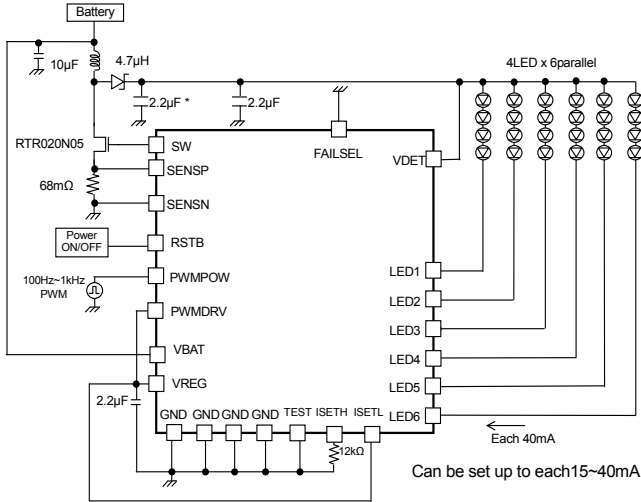 Battery
10µF
4.7µH
4LED x 6parallel
2.2µF *
2.2µF
RTR020N05
SW
FAILSEL
VDET
SENSP
68mΩ
SENSN
Power
ON/OFF
RSTB
LED1
100Hz~1kHz
PWM
PWMPOW
LED2
PWMDRV
LED3
VBAT
LED4
VREG
LED5
2.2µF
GND
GND
GND
GND
TEST
ISETH
ISETL
LED6
Each 40mA
12kΩ
Can be set up to each15~40mA